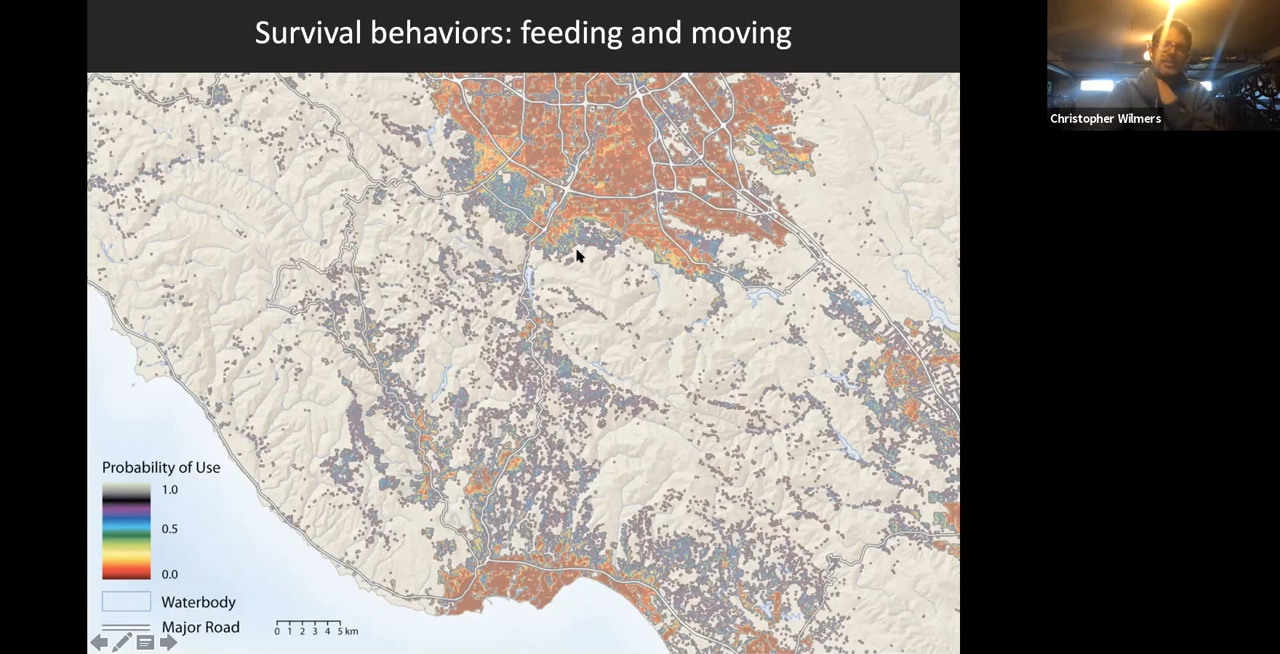 Survival behaviors: feeding and moving
Christopher Wilmers
Probability of Use
1.0
0.5
0.0
Waterbody
Major Road
0 1 2 3 4 5 km